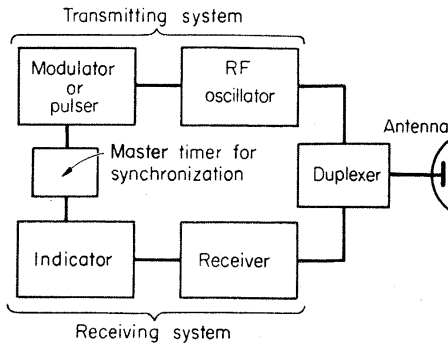 Transmitting system
Modulator
or
pulser
RF
oscillator
Antenna
Master timer for
synchronization
Duplexer
Indicator
Receiver
Receiving system